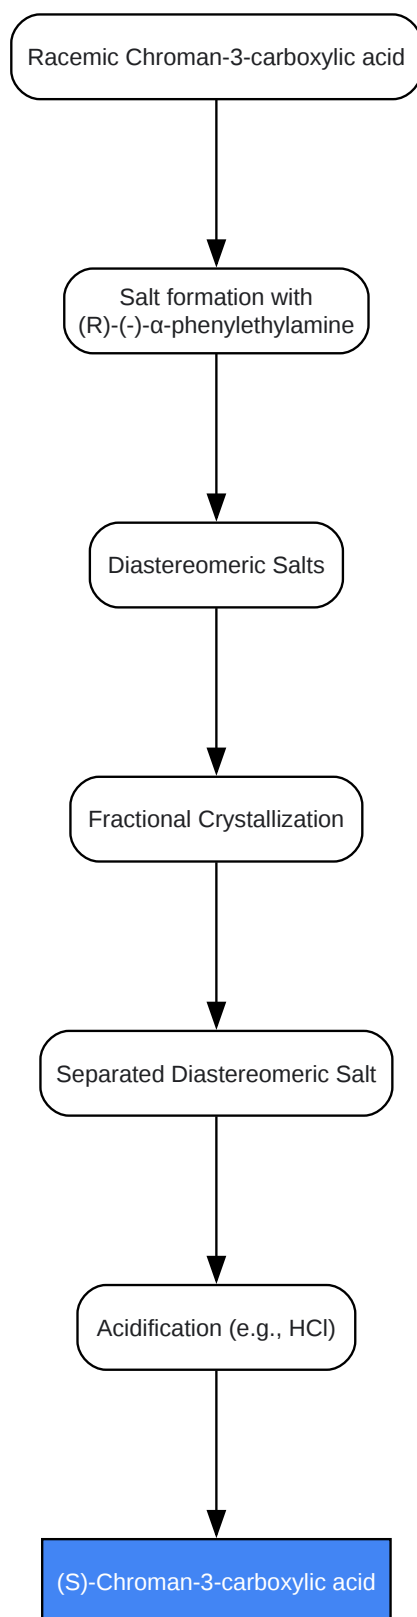 Racemic Chroman-3-carboxylic acid
Salt formation with
(R)-(-)-α-phenylethylamine
Diastereomeric Salts
Fractional Crystallization
Separated Diastereomeric Salt
Acidification (e.g., HCl)
(S)-Chroman-3-carboxylic acid